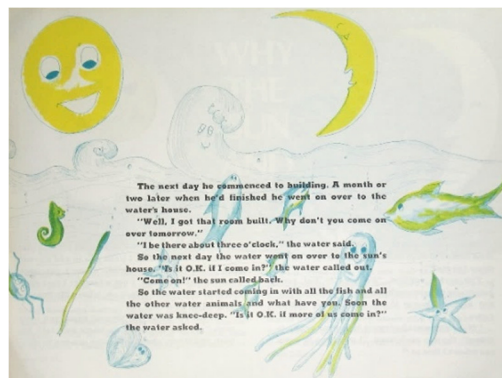 The next day he commenced to building. A month or
two later when he'd finished he went on over to the
water's house.
"Well, I got that room built. Why don't you come on
over tomorrow."
"I be there about three o'clock," the water said.
So the next day the water went on over to the sun's
house. "Is it O.K. if I come in?" the water called out.
"Come on!" the sun called back.
So the water started coming in with all the fish and all
the other water animals and what have you. Soon the
water was knee-deep. "Is it O.K. if more of us come in?"
the water asked.
WHY
THE
SUN